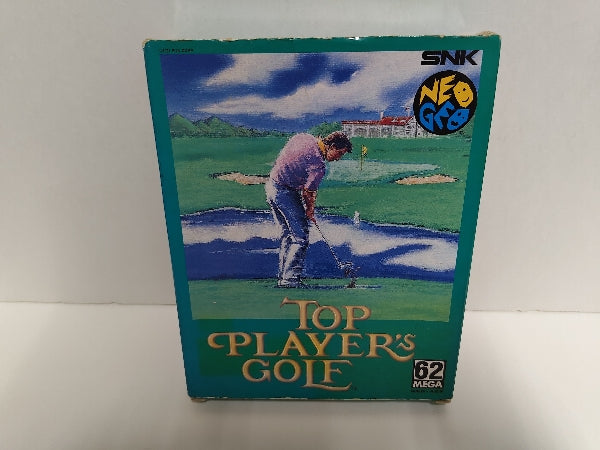 SNK
NEO
GEO
TOP
PLAYER'S
GOLF
62
MEGA